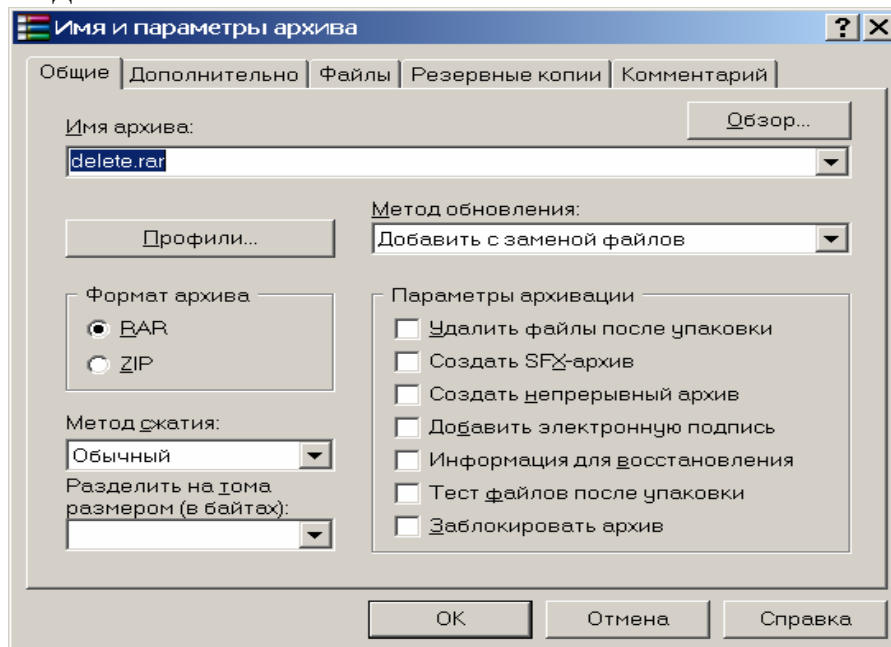 Имя и параметры архива
Общие Дополнительно Файлы Резервные копии Комментарий
Имя архива:
Обзор...
delete.rar
Метод обновления:
Профили...
Добавить с заменой файлов
Формат архива
RAR
ZIP
Метод сжатия:
Обычный
Разделить на тома
размером (в байтах):
Параметры архивации
Удалить файлы после упаковки
Создать SFX-архив
Создать непрерывный архив
Добавить электронную подпись
Информация для восстановления
Тест файлов после упаковки
Заблокировать архив
OK Отмена Справка